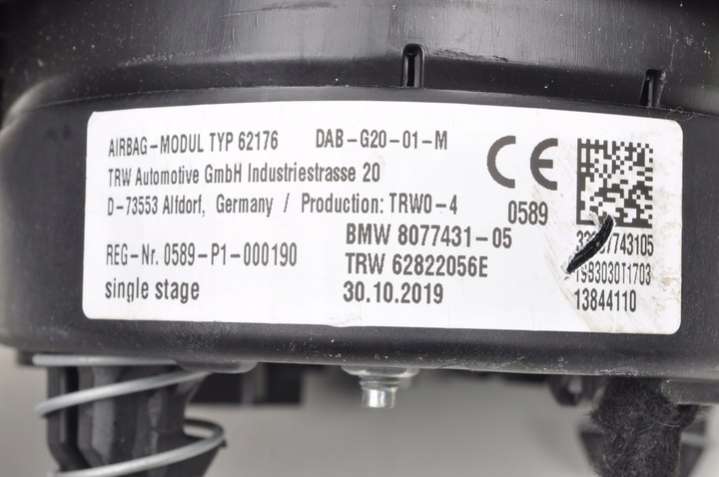 AIRBAG-MODUL TYP 62176 DAB-G20-01-M
TRW Automotive GmbH Industriestrasse 20
D-73553 Alfdorf, Germany / Production: TRW0-4
CE
0589
REG-Nr. 0589-P1-000190
single stage
BMW 8077431-05
TRW 62822056E
30.10.2019
13844110